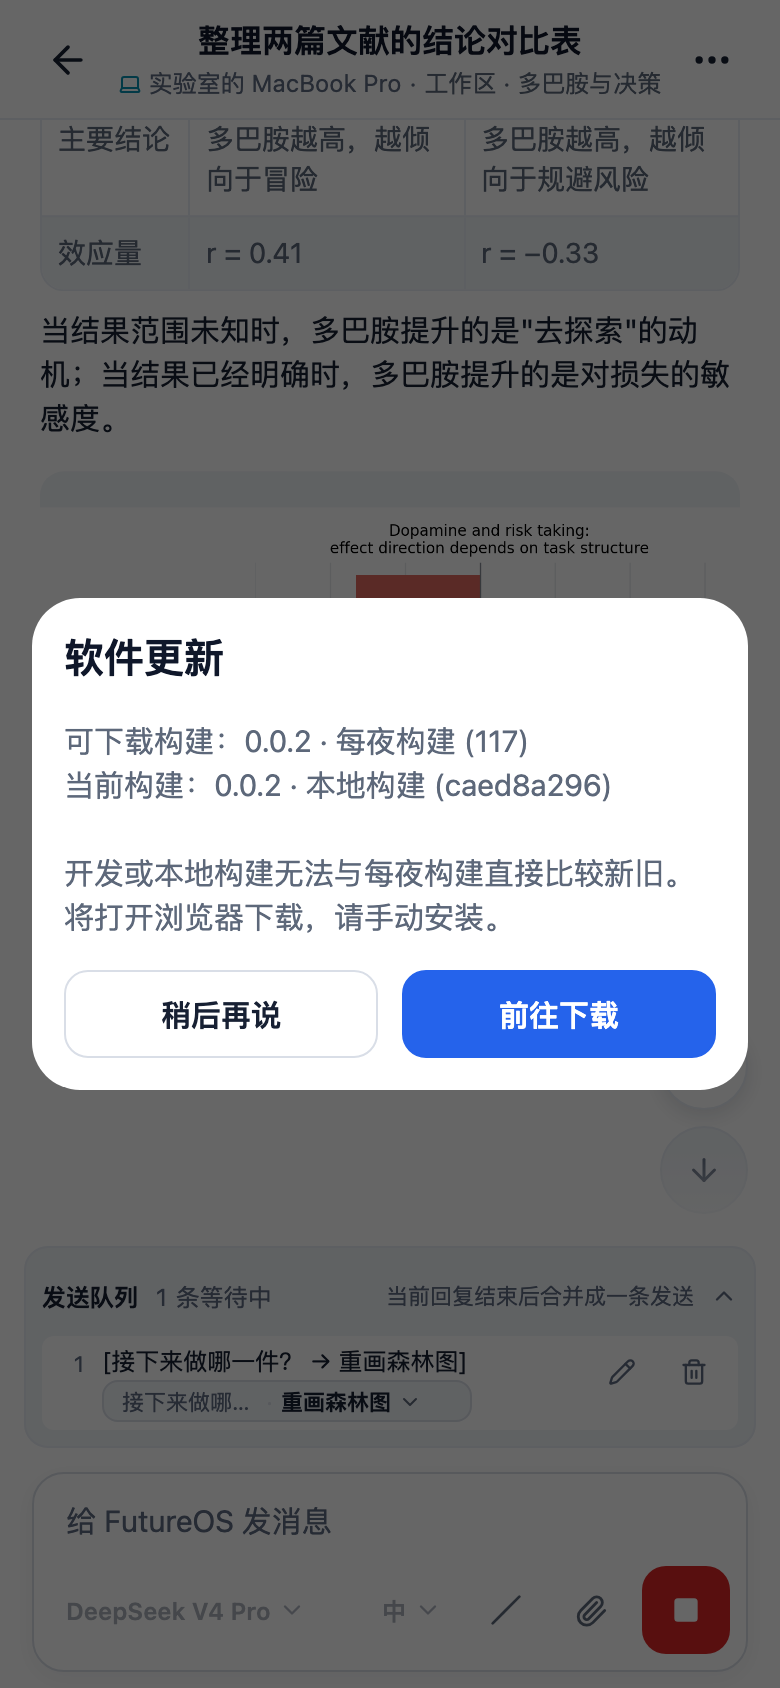 整理两篇文献的结论对比表
实验室的 MacBook Pro · 工作区 · 多巴胺与决策
主要结论
多巴胺越高，越倾
向于冒险
多巴胺越高，越倾
向于规避风险
效应量
r = 0.41
r = −0.33
当结果范围未知时，多巴胺提升的是"去探索"的动
机；当结果已经明确时，多巴胺提升的是对损失的敏
感度。
Dopamine and risk taking:
effect direction depends on task structure
软件更新
可下载构建：0.0.2 · 每夜构建 (117)
当前构建：0.0.2 · 本地构建 (caed8a296)
开发或本地构建无法与每夜构建直接比较新旧。
将打开浏览器下载，请手动安装。
稍后再说
前往下载
发送队列 1 条等待中
当前回复结束后合并成一条发送
1 [接下来做哪一件？ → 重画森林图]
接下来做哪... · 重画森林图
给 FutureOS 发消息
DeepSeek V4 Pro
中